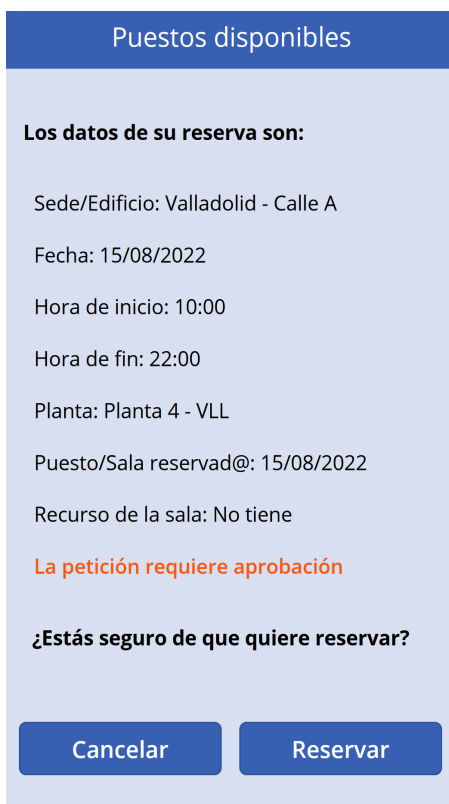 Puestos disponibles
Los datos de su reserva son:
Sede/Edificio: Valladolid - Calle A
Fecha: 15/08/2022
Hora de inicio: 10:00
Hora de fin: 22:00
Planta: Planta 4 - VLL
Puesto/Sala reservad@: 15/08/2022
Recurso de la sala: No tiene
La petición requiere aprobación
¿Estás seguro de que quiere reservar?
Cancelar Reservar